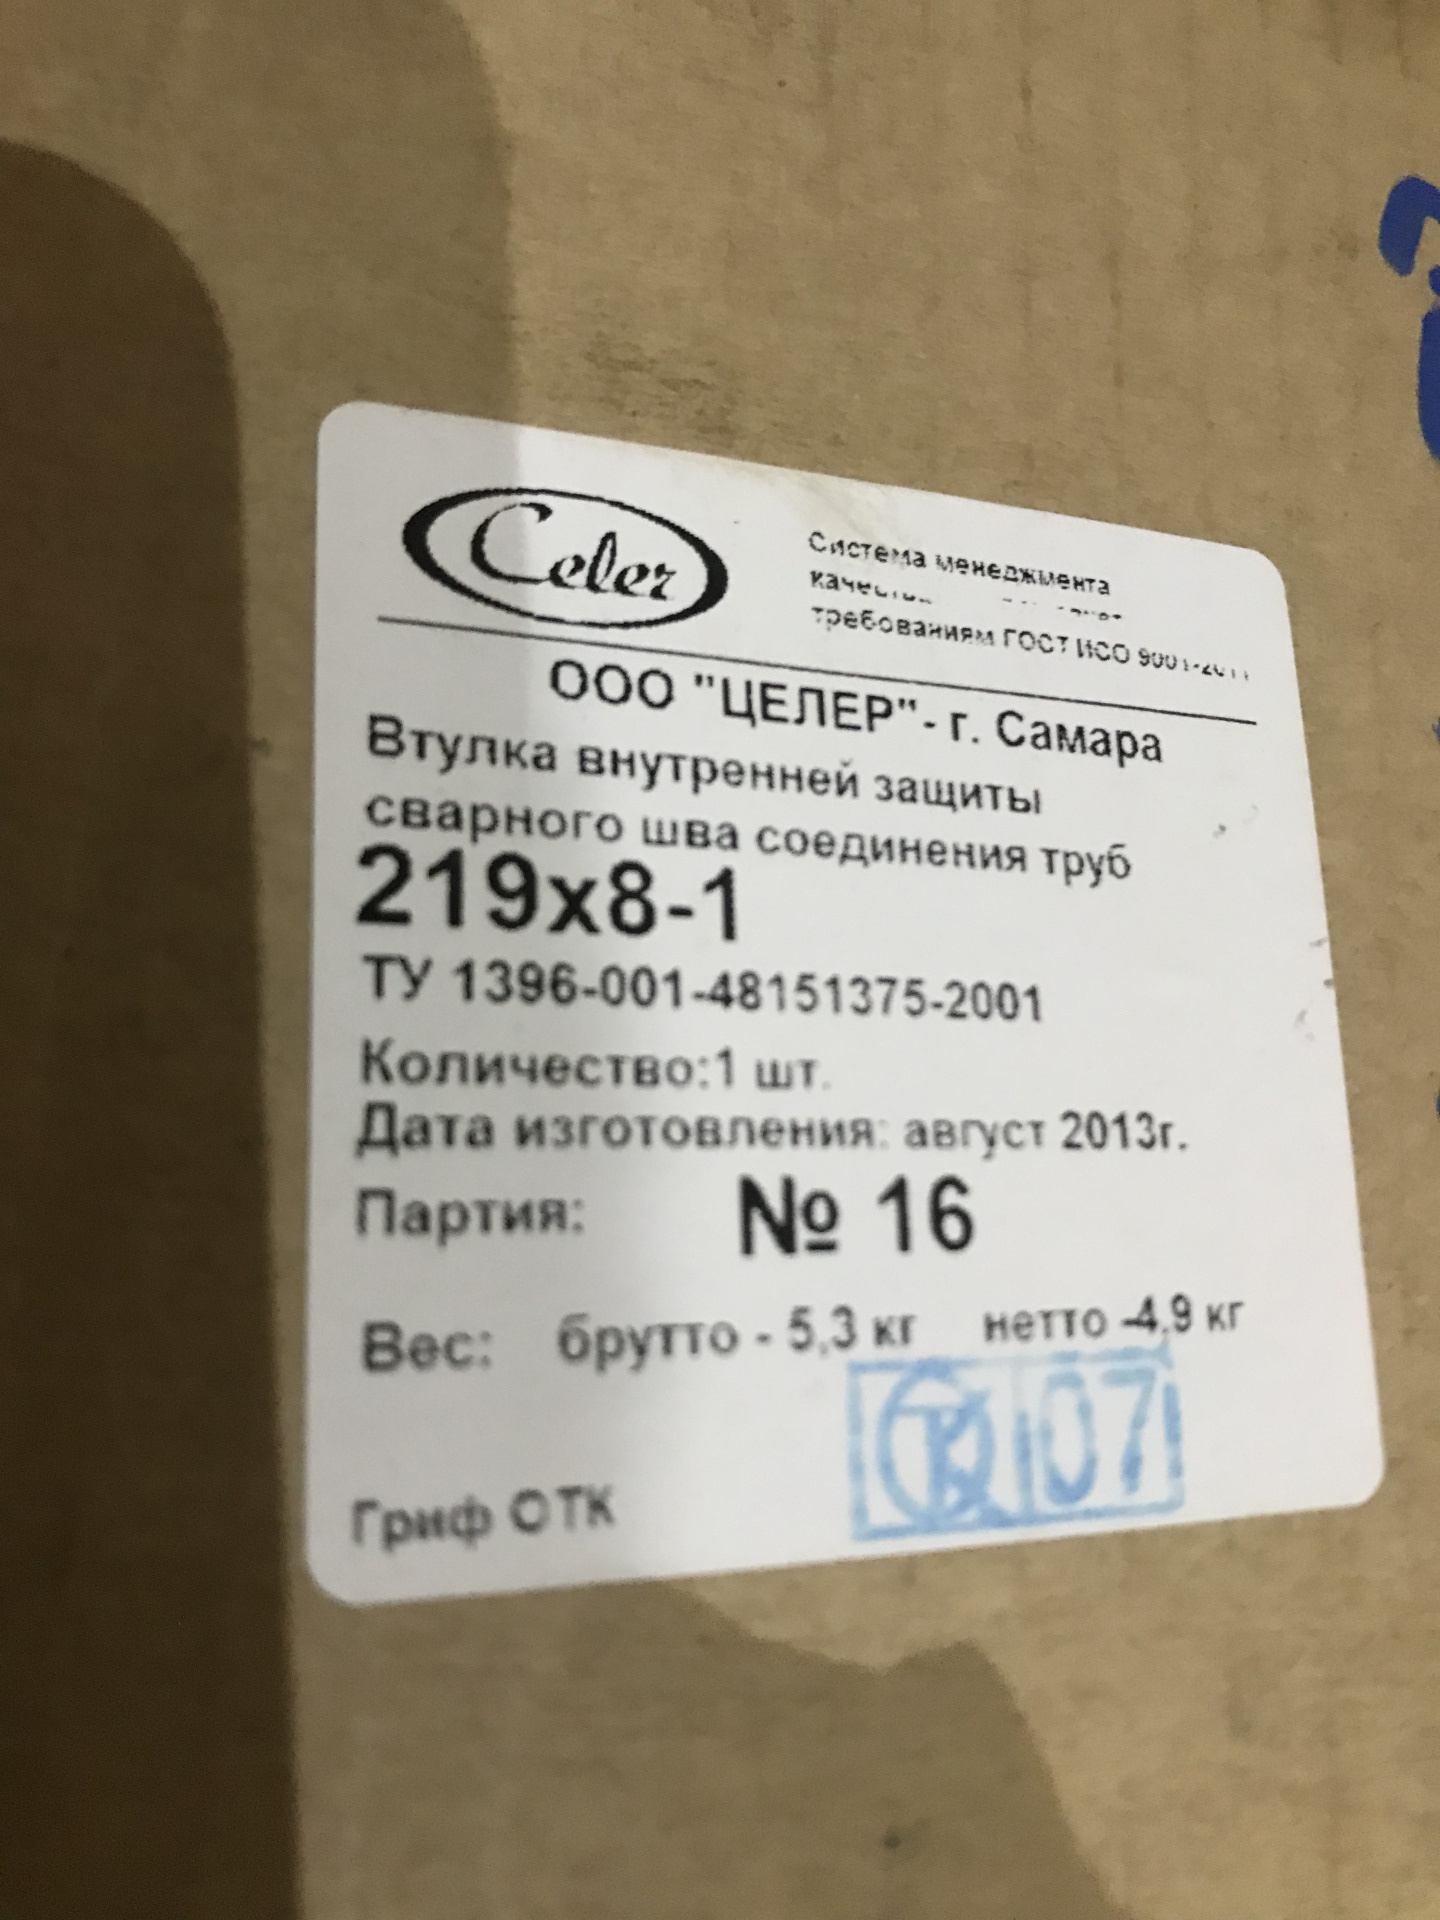 Celer
Система менеджмента
требованиям ГОСТ ИСО
ООО "ЦЕЛЕР"- г. Самара
Втулка внутренней защиты
сварного шва соединения труб
219х8-1
ТУ 1396-001-48151375-2001
Количество:1 шт.
Дата изготовления: август 2013г.
Партия: № 16
Вес: брутто - 5,3 кг нетто -4,9 кг
07
Гриф ОТК